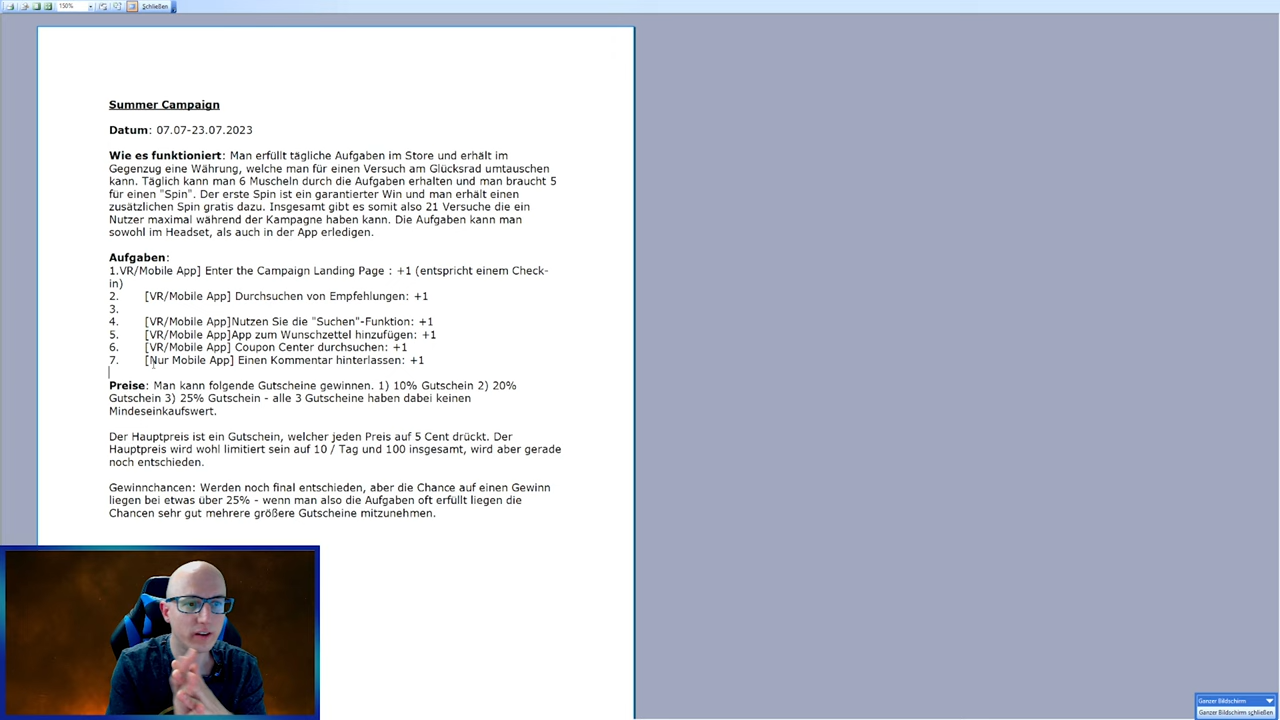 150%
Schließen
Summer Campaign
Datum: 07.07-23.07.2023
Wie es funktioniert: Man erfüllt tägliche Aufgaben im Store und erhält im
Gegenzug eine Währung, welche man für einen Versuch am Glücksrad umtauschen
kann. Täglich kann man 6 Muscheln durch die Aufgaben erhalten und man braucht 5
für einen "Spin". Der erste Spin ist ein garantierter Win und man erhält einen
zusätzlichen Spin gratis dazu. Insgesamt gibt es somit also 21 Versuche die ein
Nutzer maximal während der Kampagne haben kann. Die Aufgaben kann man
sowohl im Headset, als auch in der App erledigen.
Aufgaben:
1.VR/Mobile App] Enter the Campaign Landing Page : +1 (entspricht einem Check-
in)
2. [VR/Mobile App] Durchsuchen von Empfehlungen: +1
3.
4. [VR/Mobile App]Nutzen Sie die "Suchen"-Funktion: +1
5. [VR/Mobile App]App zum Wunschzettel hinzufügen: +1
6. [VR/Mobile App] Coupon Center durchsuchen: +1
7. [Nur Mobile App] Einen Kommentar hinterlassen: +1
Preise: Man kann folgende Gutscheine gewinnen. 1) 10% Gutschein 2) 20%
Gutschein 3) 25% Gutschein - alle 3 Gutscheine haben dabei keinen
Mindeseinkaufswert.
Der Hauptpreis ist ein Gutschein, welcher jeden Preis auf 5 Cent drückt. Der
Hauptpreis wird wohl limitiert sein auf 10 / Tag und 100 insgesamt, wird aber gerade
noch entschieden.
Gewinnchancen: Werden noch final entschieden, aber die Chance auf einen Gewinn
liegen bei etwas über 25% - wenn man also die Aufgaben oft erfüllt liegen die
Chancen sehr gut mehrere größere Gutscheine mitzunehmen.
Ganzer Bildschirm
Ganzer Bildschirm schließen